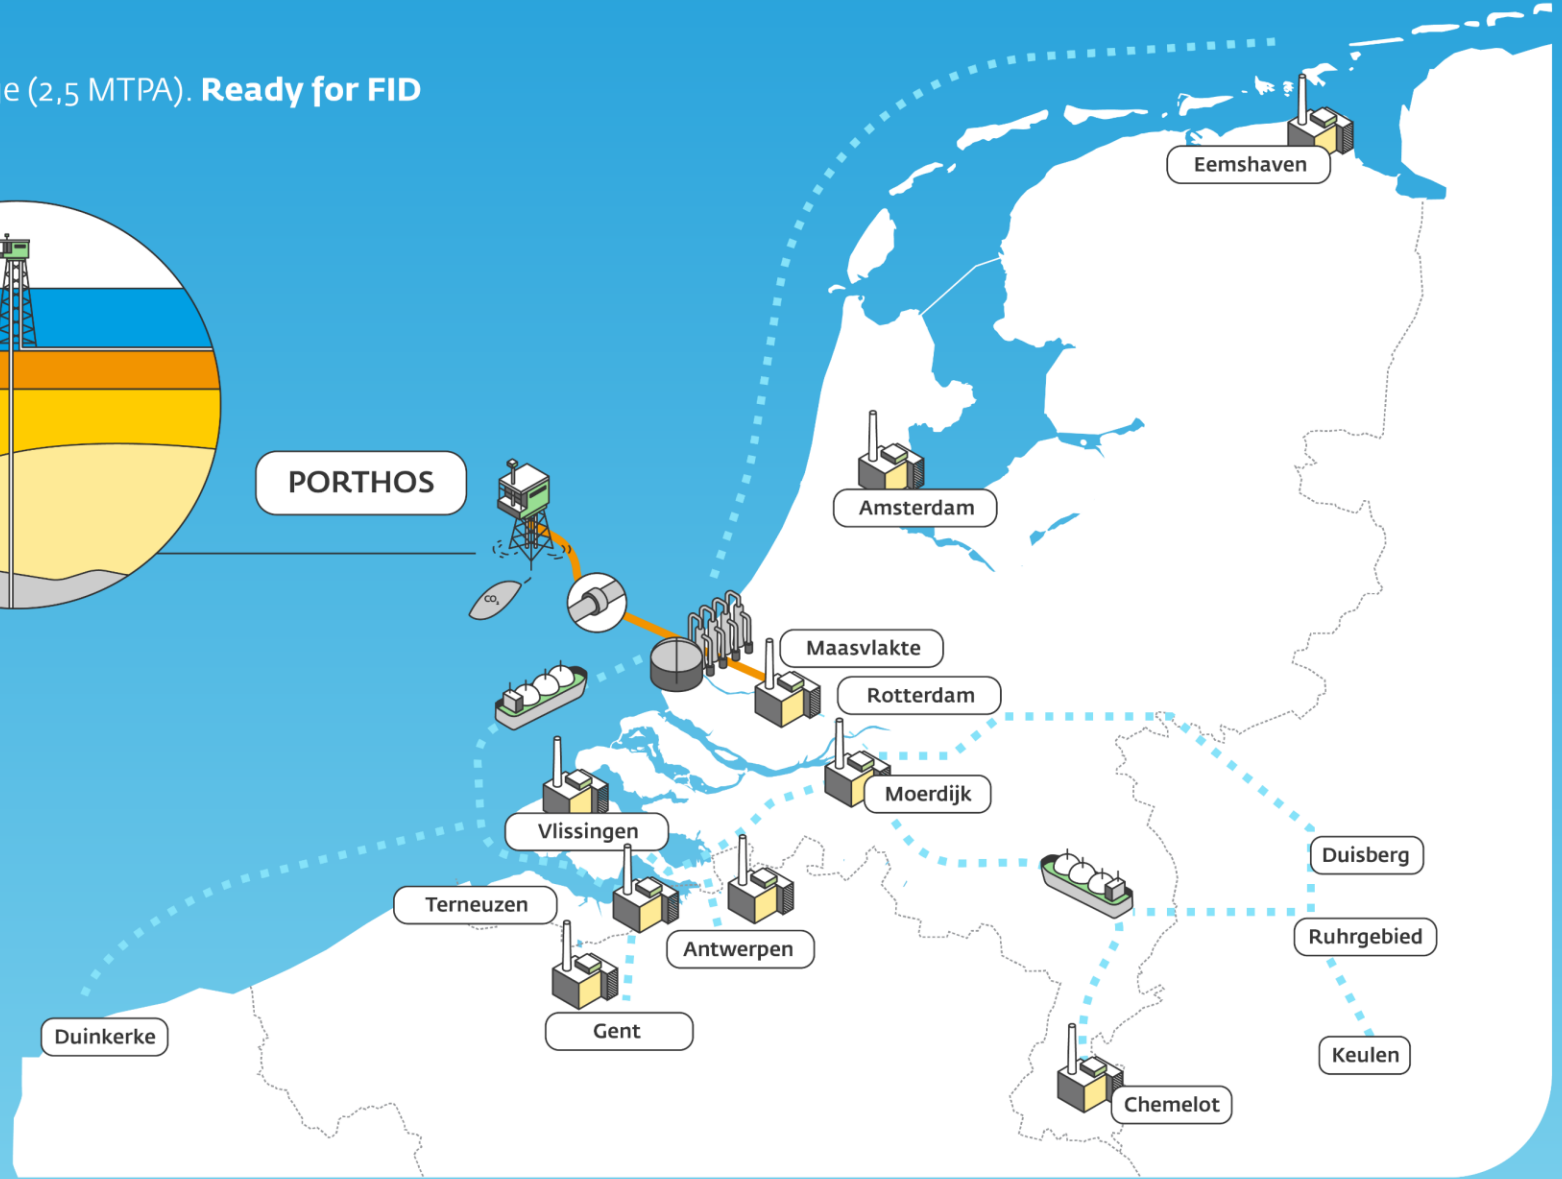 (2,5 MTPA). Ready for FID
Eemshaven
PORTHOS
Amsterdam
CO₂
Maasvlakte
Rotterdam
Moerdijk
Vlissingen
Duisberg
Terneuzen
Ruhrgebied
Antwerpen
Gent
Duinkerke
Keulen
Chemelot